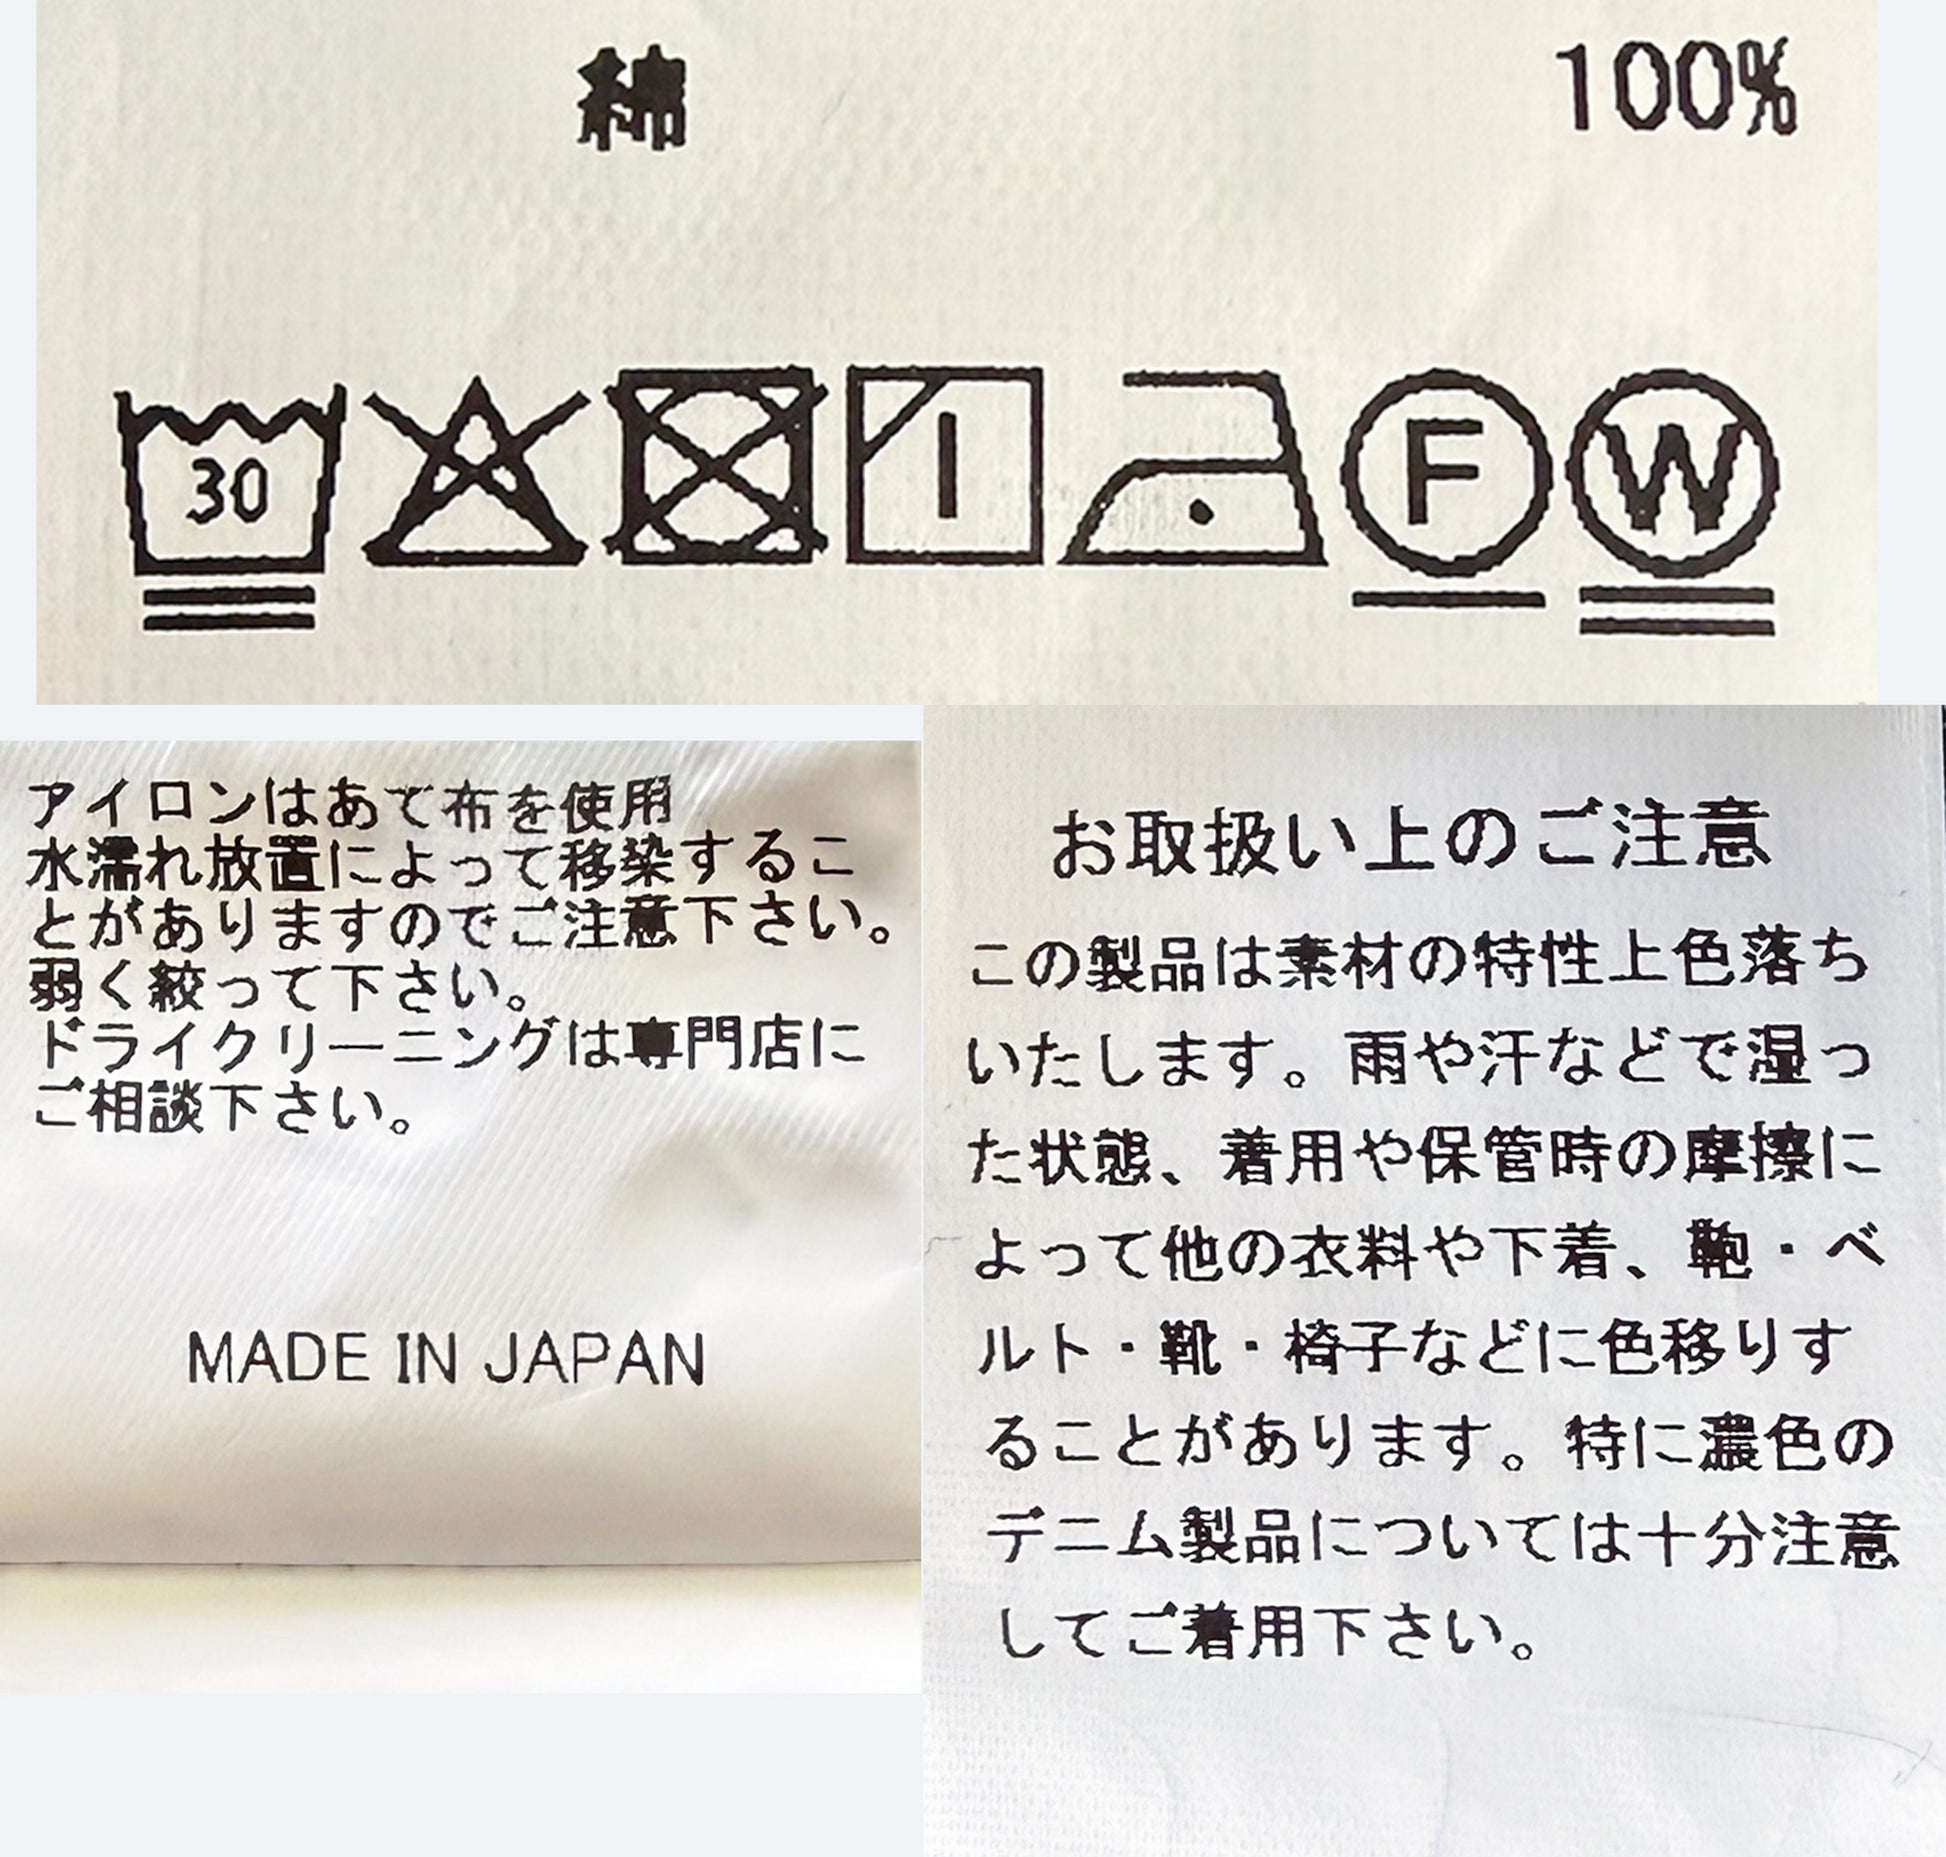 綿 100%
30
F W
アイロンはあて布を使用
水濡れ放置によって移染するこ
とがありますのでご注意下さい。
弱く絞って下さい。
ドライクリーニングは専門店に
ご相談下さい。
MADE IN JAPAN
お取扱い上のご注意
この製品は素材の特性上色落ち
いたします。雨や汗などで湿っ
た状態、着用や保管時の摩擦に
よって他の衣料や下着、鞄・ベ
ルト・靴・椅子などに色移りす
ることがあります。特に濃色の
デニム製品については十分注意
してご着用下さい。